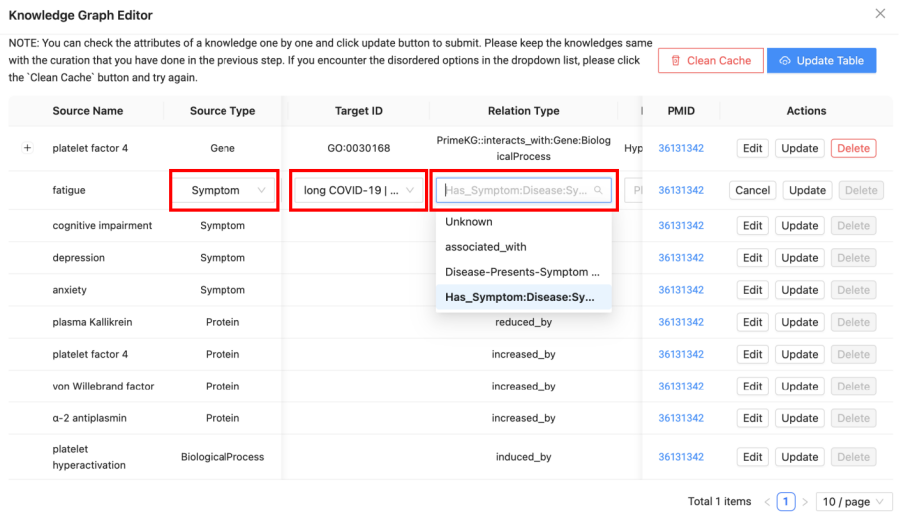 Knowledge Graph Editor
NOTE: You can check the attributes of a knowledge one by one and click update button to submit. Please keep the knowledges same
with the curation that you have done in the previous step. If you encounter the disordered options in the dropdown list, please click
the `Clean Cache` button and try again.
Clean Cache
Update Table
Source Name Source Type Target ID Relation Type PMID Actions
platelet factor 4 Gene GO:0030168 PrimeKG::interacts_with:Gene:Biolog
icalProcess Hyp 36131342 Edit Update Delete
fatigue Symptom long COVID-19 | ... Has_Symptom:Disease:Sy... 36131342 Cancel Update Delete
Unknown
associated_with
Disease-Presents-Symptom ...
Has_Symptom:Disease:Sy...
cognitive impairment Symptom 36131342 Edit Update Delete
depression Symptom 36131342 Edit Update Delete
anxiety Symptom 36131342 Edit Update Delete
plasma Kallikrein Protein reduced_by 36131342 Edit Update Delete
platelet factor 4 Protein increased_by 36131342 Edit Update Delete
von Willebrand factor Protein increased_by 36131342 Edit Update Delete
α-2 antiplasmin Protein increased_by 36131342 Edit Update Delete
platelet
hyperactivation BiologicalProcess induced_by 36131342 Edit Update Delete
Total 1 items < 1 > 10 / page